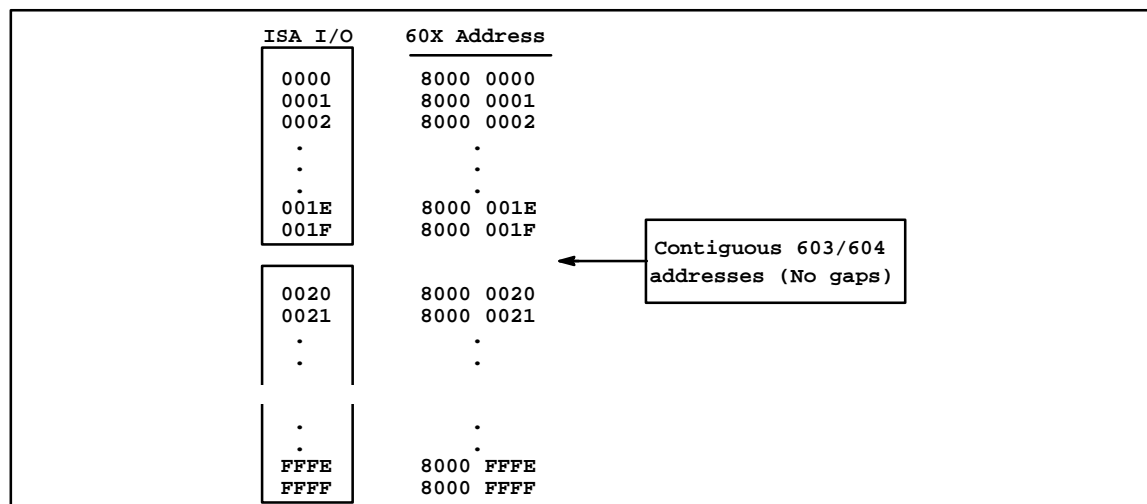 ISA I/O 60X Address
0000 8000 0000
0001 8000 0001
0002 8000 0002
. .
. .
. .
001E 8000 001E
001F 8000 001F
Contiguous 603/604
addresses (No gaps)
0020 8000 0020
0021 8000 0021
. .
. .
. .
. .
FFFE 8000 FFFE
FFFF 8000 FFFF